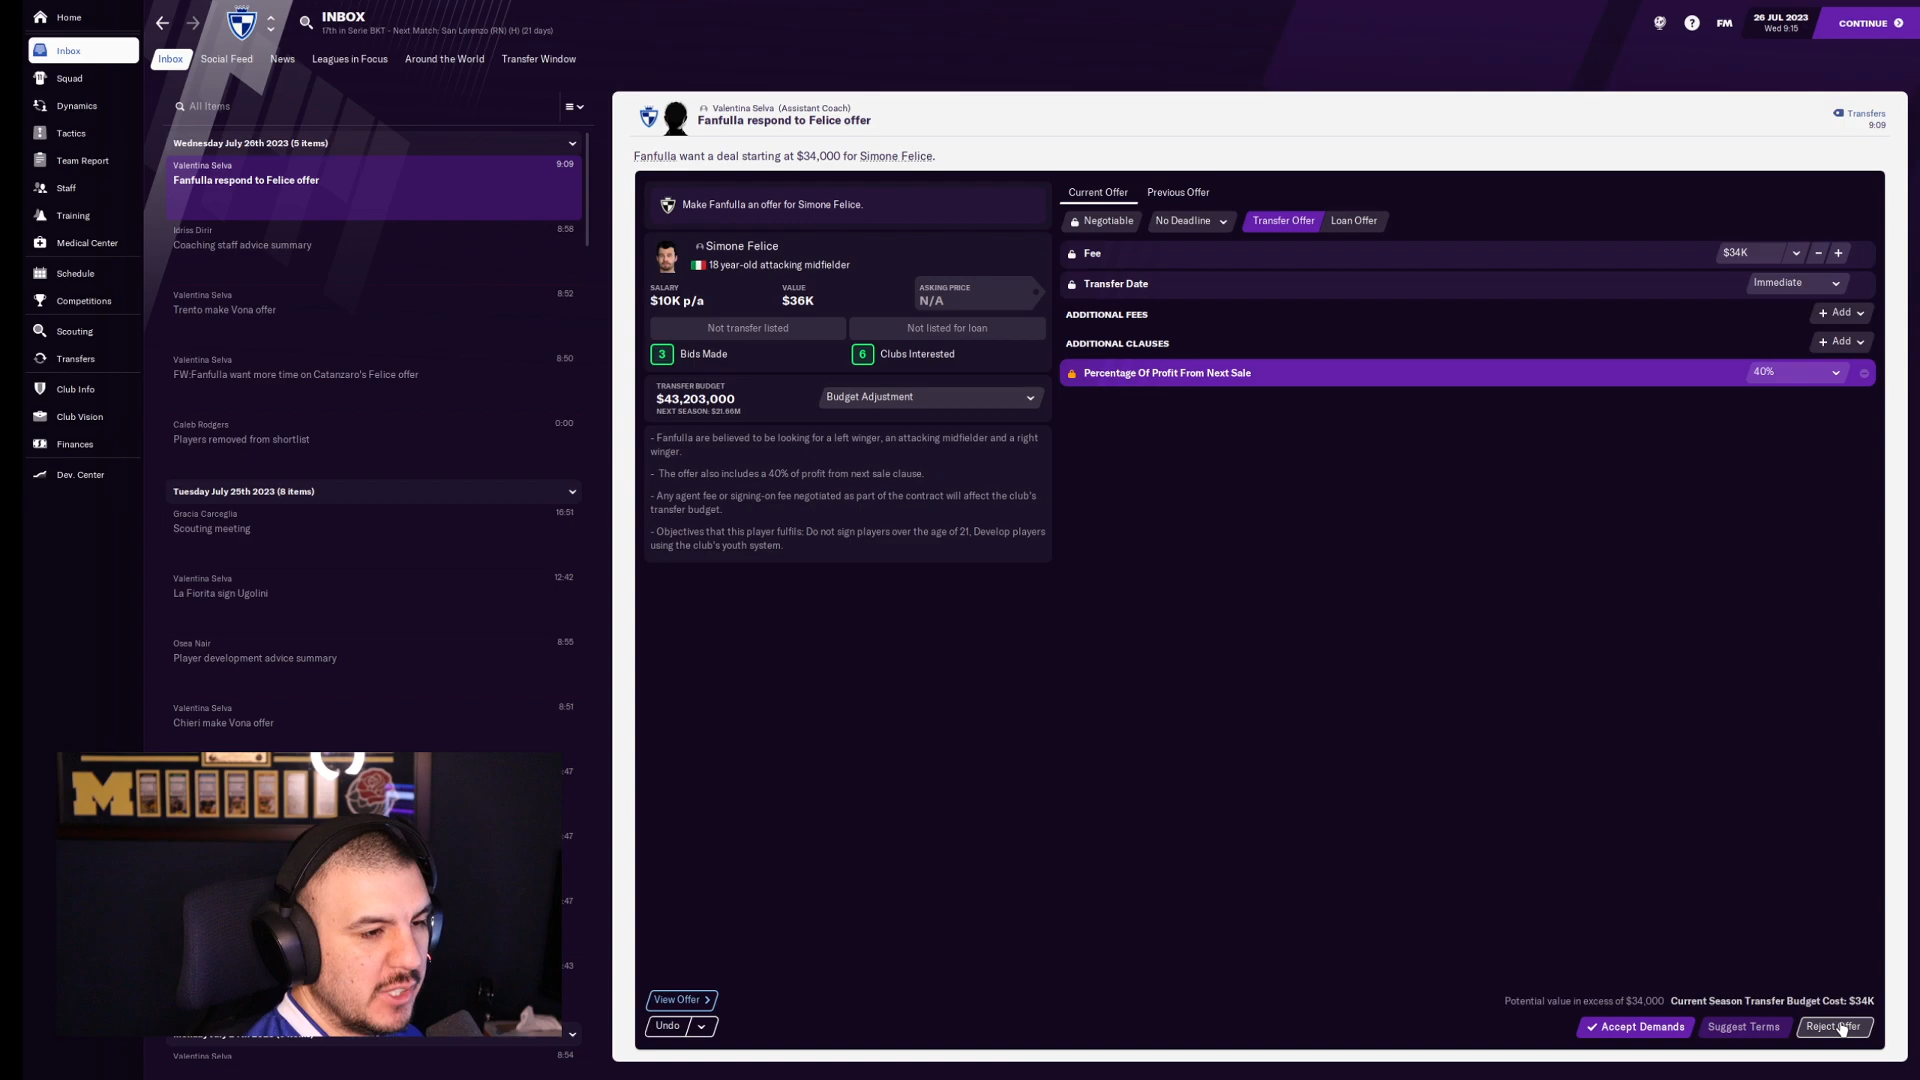 Home
Inbox
Squad
Dynamics
Tactics
Team Report
Staff
Training
Medical Center
Schedule
Competitions
Scouting
Transfers
Club Info
Club Vision
Finances
Dev. Center
INBOX
17th in Serie BKT - Next Match: San Lorenzo (RN) (H) (21 days)
FM
26 JUL 2023
Wed 9:15
CONTINUE
Inbox
Social Feed
News
Leagues in Focus
Around the World
Transfer Window
All Items
Wednesday July 26th 2023 (5 items)
Valentina Selva 9:09
Fanfulla respond to Felice offer
Idriss Dirir 8:58
Coaching staff advice summary
Valentina Selva 8:52
Trento make Vona offer
Valentina Selva 8:50
FW:Fanfulla want more time on Catanzaro's Felice offer
Caleb Rodgers 0:00
Players removed from shortlist
Tuesday July 25th 2023 (8 items)
Gracia Carceglia 16:51
Scouting meeting
Valentina Selva 12:42
La Fiorita sign Ugolini
Osea Nair 8:55
Player development advice summary
Valentina Selva 8:51
Chieri make Vona offer
:47
:47
:47
:43
Valentina Selva 8:54
M
Valentina Selva (Assistant Coach)
Fanfulla respond to Felice offer
Transfers
9:09
Fanfulla want a deal starting at $34,000 for Simone Felice.
Make Fanfulla an offer for Simone Felice.
Simone Felice
18 year-old attacking midfielder
SALARY
$10K p/a
VALUE
$36K
ASKING PRICE
N/A
Not transfer listed
Not listed for loan
3 Bids Made
6 Clubs Interested
TRANSFER BUDGET
$43,203,000
NEXT SEASON: $21.66M
Budget Adjustment
- Fanfulla are believed to be looking for a left winger, an attacking midfielder and a right
winger.
- The offer also includes a 40% of profit from next sale clause.
- Any agent fee or signing-on fee negotiated as part of the contract will affect the club's
transfer budget.
- Objectives that this player fulfils: Do not sign players over the age of 21, Develop players
using the club's youth system.
Current Offer
Previous Offer
Negotiable
No Deadline
Transfer Offer
Loan Offer
Fee $34K - +
Transfer Date Immediate
ADDITIONAL FEES + Add
ADDITIONAL CLAUSES + Add
Percentage Of Profit From Next Sale 40%
View Offer
Undo
Potential value in excess of $34,000 Current Season Transfer Budget Cost: $34K
Accept Demands
Suggest Terms
Reject Offer